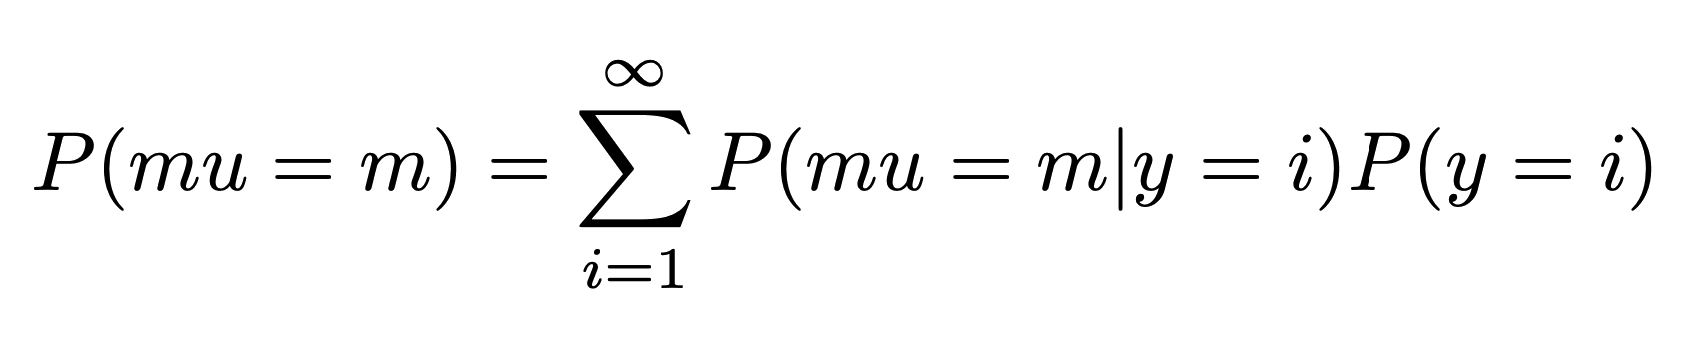 P(mu = m) = \sum_{i=1}^{\infty} P(mu = m|y = i)P(y = i)